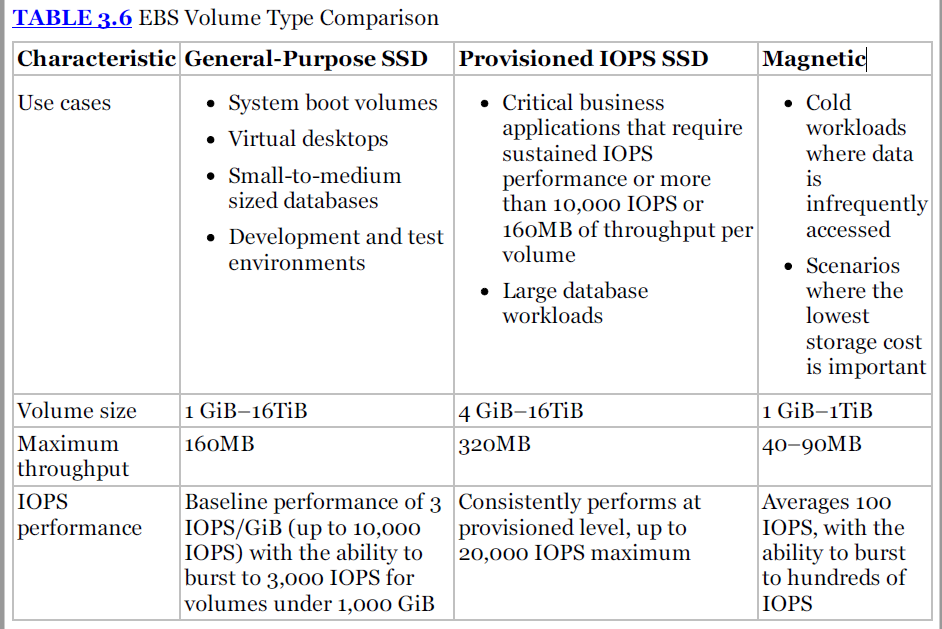 TABLE 3.6 EBS Volume Type Comparison
Characteristic General-Purpose SSD Provisioned IOPS SSD Magnetic
Use cases
• System boot volumes
• Virtual desktops
• Small-to-medium
sized databases
• Development and test
environments
• Critical business
applications that require
sustained IOPS
performance or more
than 10,000 IOPS or
160MB of throughput per
volume
• Large database
workloads
• Cold
workloads
where data
is
infrequently
accessed
• Scenarios
where the
lowest
storage cost
is important
Volume size 1 GiB–16TiB 4 GiB–16TiB 1 GiB–1TiB
Maximum
throughput
160MB 320MB 40–90MB
IOPS
performance
Baseline performance of 3
IOPS/GiB (up to 10,000
IOPS) with the ability to
burst to 3,000 IOPS for
volumes under 1,000 GiB
Consistently performs at
provisioned level, up to
20,000 IOPS maximum
Averages 100
IOPS, with the
ability to burst
to hundreds of
IOPS